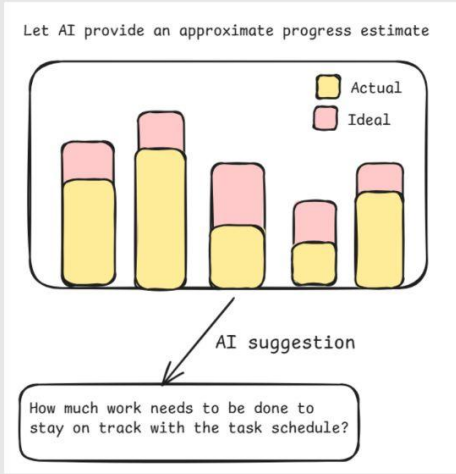 Let AI provide an approximate progress estimate
Actual
Ideal
AI suggestion
How much work needs to be done to
stay on track with the task schedule?